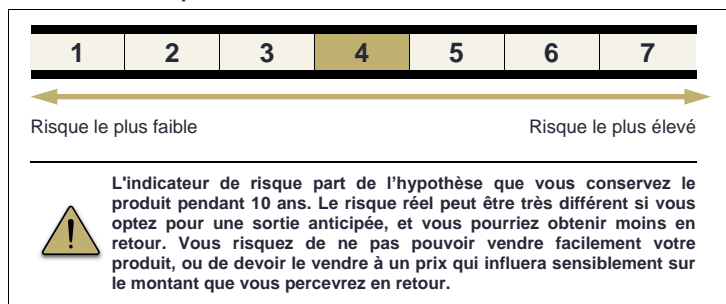 1 2 3 4 5 6 7
Risque le plus faible Risque le plus élevé
L'indicateur de risque part de l’hypothèse que vous conservez le
produit pendant 10 ans. Le risque réel peut être très différent si vous
optez pour une sortie anticipée, et vous pourriez obtenir moins en
retour. Vous risquez de ne pas pouvoir vendre facilement votre
produit, ou de devoir le vendre à un prix qui influera sensiblement sur
le montant que vous percevrez en retour.